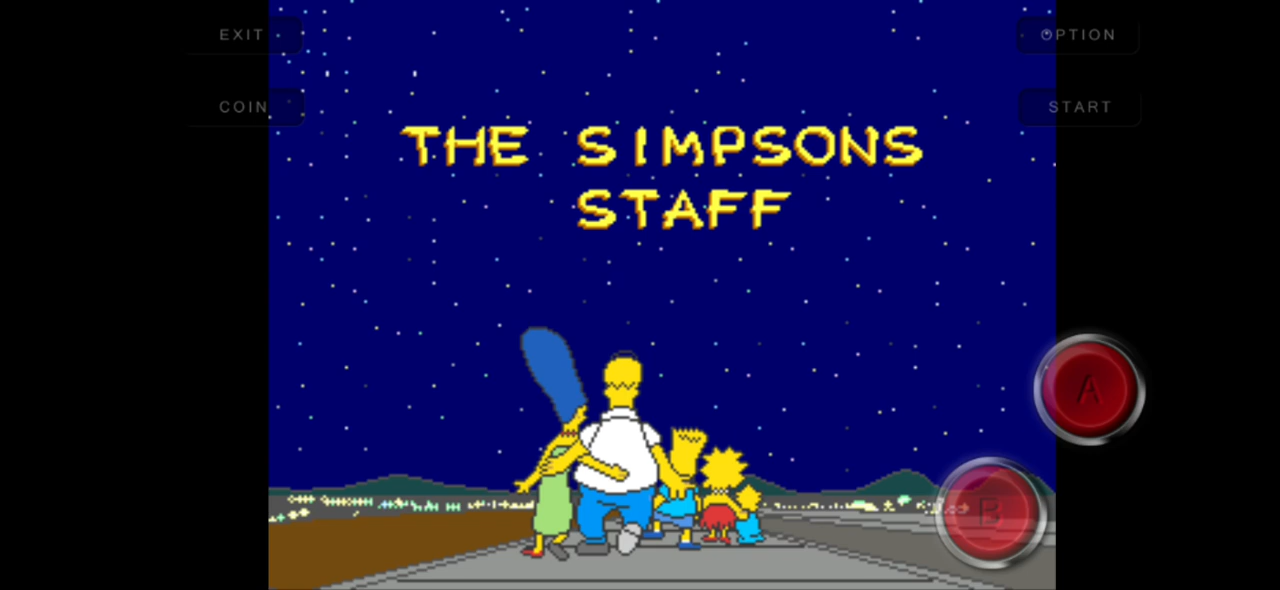 EXIT
OPTION
COIN
START
THE SIMPSONS
STAFF
A
B